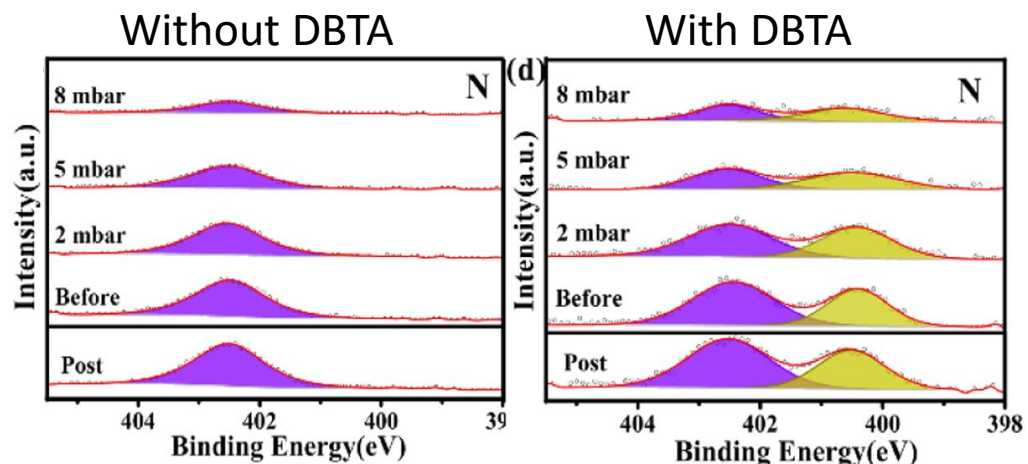 Without DBTA
With DBTA
N
8 mbar
5 mbar
2 mbar
Before
Post
Intensity(a.u.)
404 402 400 39
Binding Energy(eV)
(d)
N
8 mbar
5 mbar
2 mbar
Before
Post
Intensity(a.u.)
404 402 400 398
Binding Energy(eV)